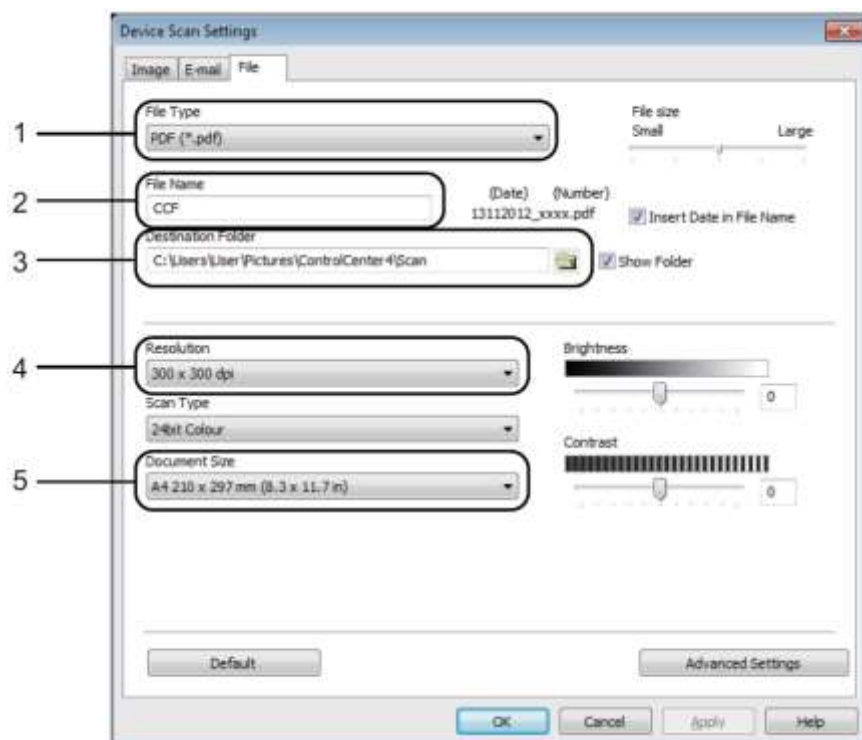 Device Scan Settings
Image E-mail File
File Type
PDF (*.pdf)
File size
Small Large
File Name
CCF
(Date) (Number)
13112012_xxxx.pdf
Insert Date in File Name
Destination Folder
C:\Users\User\Pictures\ControlCenter4\Scan
Show Folder
Resolution
300 x 300 dpi
Scan Type
24bit Colour
Document Size
A4 210 x 297 mm (8.3 x 11.7 in)
Brightness
0
Contrast
0
Default
Advanced Settings
OK Cancel Apply Help
1
2
3
4
5